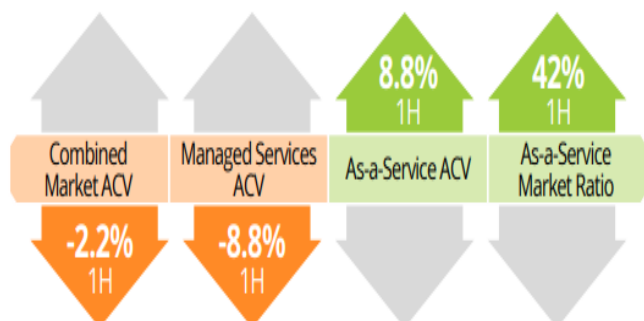 8.8%
1H
42%
1H
Combined
Market ACV
Managed Services
ACV
As-a-Service ACV
As-a-Service
Market Ratio
-2.2%
1H
-8.8%
1H